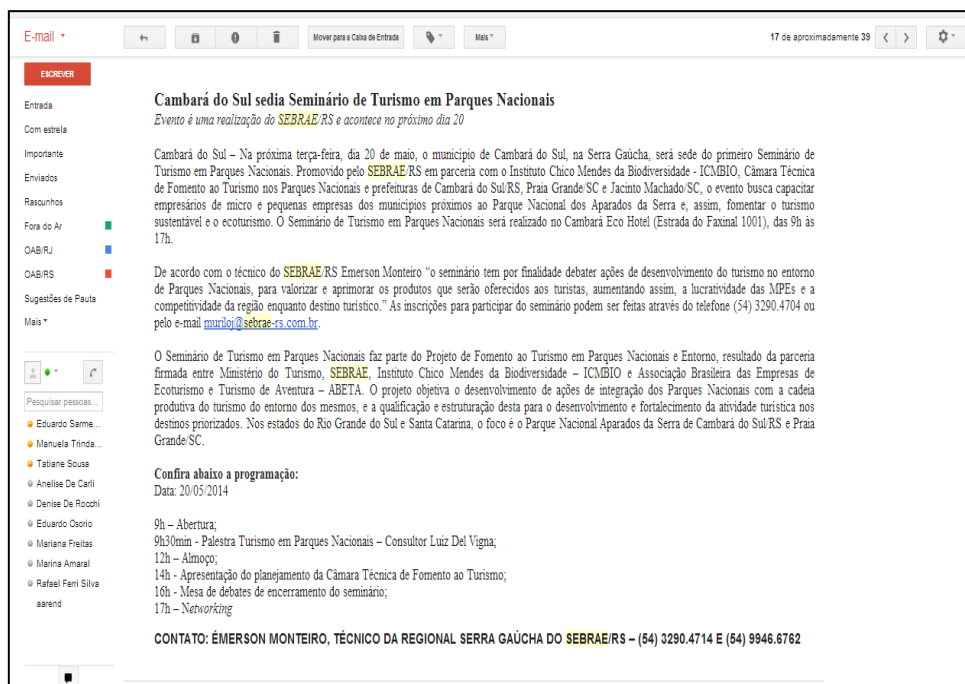 E-mail
Mover para a Caixa de Entrada
Mais
17 de aproximadamente 39
ESCREVER
Entrada
Com estrela
Importante
Enviados
Rascunhos
Fora do Ar
OAB/RJ
OAB/RS
Sugestões de Pauta
Mais
Pesquisar pessoas...
Eduardo Sarme...
Manuela Trinda...
Tatiane Sousa
Anelise De Carli
Denise De Rocchi
Eduardo Osorio
Mariana Freitas
Marina Amaral
Rafael Ferri Silva
aarend
Cambará do Sul sedia Seminário de Turismo em Parques Nacionais
Evento é uma realização do SEBRAE/RS e acontece no próximo dia 20
Cambará do Sul – Na próxima terça-feira, dia 20 de maio, o município de Cambará do Sul, na Serra Gaúcha, será sede do primeiro Seminário de
Turismo em Parques Nacionais. Promovido pelo SEBRAE/RS em parceria com o Instituto Chico Mendes da Biodiversidade - ICMBIO, Câmara Técnica
de Fomento ao Turismo nos Parques Nacionais e prefeituras de Cambará do Sul/RS, Praia Grande/SC e Jacinto Machado/SC, o evento busca capacitar
empresários de micro e pequenas empresas dos municípios próximos ao Parque Nacional dos Aparados da Serra e, assim, fomentar o turismo
sustentável e o ecoturismo. O Seminário de Turismo em Parques Nacionais será realizado no Cambará Eco Hotel (Estrada do Faxinal 1001), das 9h às
17h.
De acordo com o técnico do SEBRAE/RS Emerson Monteiro “o seminário tem por finalidade debater ações de desenvolvimento do turismo no entorno
de Parques Nacionais, para valorizar e aprimorar os produtos que serão oferecidos aos turistas, aumentando assim, a lucratividade das MPEs e a
competitividade da região enquanto destino turístico.” As inscrições para participar do seminário podem ser feitas através do telefone (54) 3290.4704 ou
pelo e-mail muriloj@sebrae-rs.com.br.
O Seminário de Turismo em Parques Nacionais faz parte do Projeto de Fomento ao Turismo em Parques Nacionais e Entorno, resultado da parceria
firmada entre Ministério do Turismo, SEBRAE, Instituto Chico Mendes da Biodiversidade – ICMBIO e Associação Brasileira das Empresas de
Ecoturismo e Turismo de Aventura – ABETA. O projeto objetiva o desenvolvimento de ações de integração dos Parques Nacionais com a cadeia
produtiva do turismo do entorno dos mesmos, e a qualificação e estruturação desta para o desenvolvimento e fortalecimento da atividade turística nos
destinos priorizados. Nos estados do Rio Grande do Sul e Santa Catarina, o foco é o Parque Nacional Aparados da Serra de Cambará do Sul/RS e Praia
Grande/SC.
Confira abaixo a programação:
Data: 20/05/2014
9h – Abertura;
9h30min - Palestra Turismo em Parques Nacionais – Consultor Luiz Del Vigna;
12h – Almoço;
14h - Apresentação do planejamento da Câmara Técnica de Fomento ao Turismo;
16h - Mesa de debates de encerramento do seminário;
17h – Networking
CONTATO: ÉMERSON MONTEIRO, TÉCNICO DA REGIONAL SERRA GAÚCHA DO SEBRAE/RS – (54) 3290.4714 E (54) 9946.6762